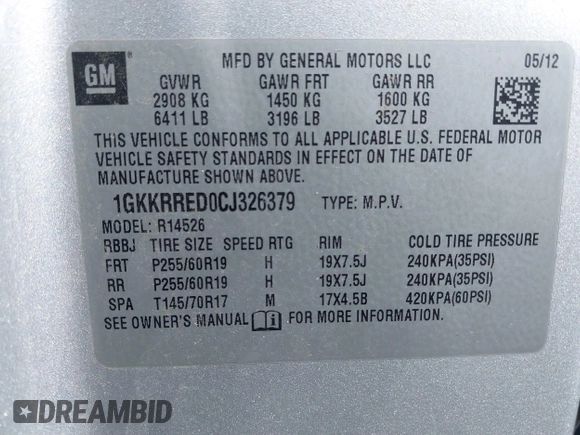 GM
MFD BY GENERAL MOTORS LLC 05/12
GVWR GAWR FRT GAWR RR
2908 KG 1450 KG 1600 KG
6411 LB 3196 LB 3527 LB
THIS VEHICLE CONFORMS TO ALL APPLICABLE U.S. FEDERAL MOTOR
VEHICLE SAFETY STANDARDS IN EFFECT ON THE DATE OF
MANUFACTURE SHOWN ABOVE.
1GKKRRED0CJ326379 TYPE: M.P.V.
MODEL: R14526
RBBJ TIRE SIZE SPEED RTG RIM COLD TIRE PRESSURE
FRT P255/60R19 H 19X7.5J 240KPA(35PSI)
RR P255/60R19 H 19X7.5J 240KPA(35PSI)
SPA T145/70R17 M 17X4.5B 420KPA(60PSI)
SEE OWNER'S MANUAL FOR MORE INFORMATION.
DREAMBID